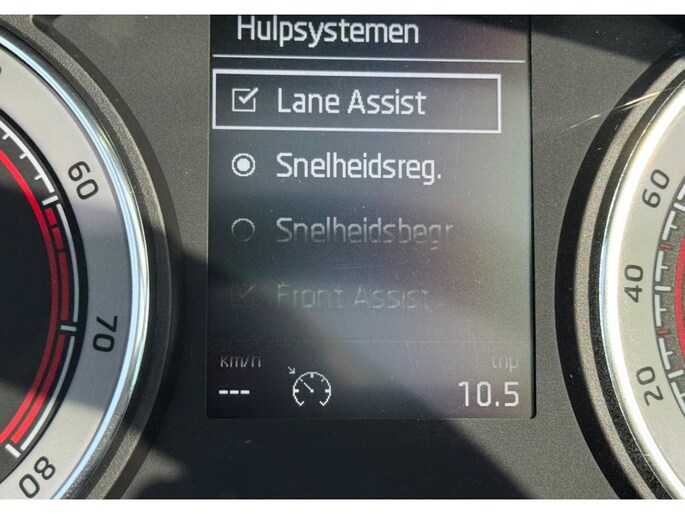 Hulpsystemen
Lane Assist
Snelheidsreg.
Snelheidsbegr
Front Assist
km/h
trip
---
10.5
60
70
80
60
40
20